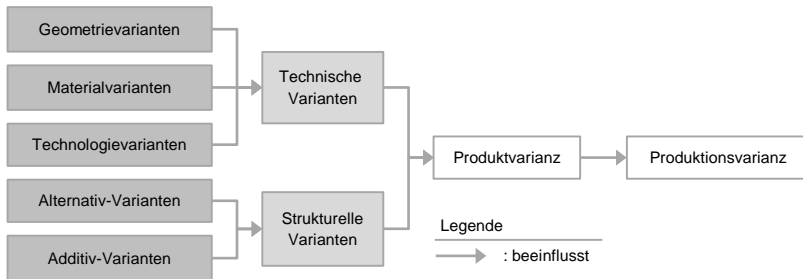 Geometrievarianten
Materialvarianten
Technologievarianten
Alternativ-Varianten
Additiv-Varianten
Technische
Varianten
Strukturelle
Varianten
Produktvarianz
Produktionsvarianz
Legende
: beeinflusst